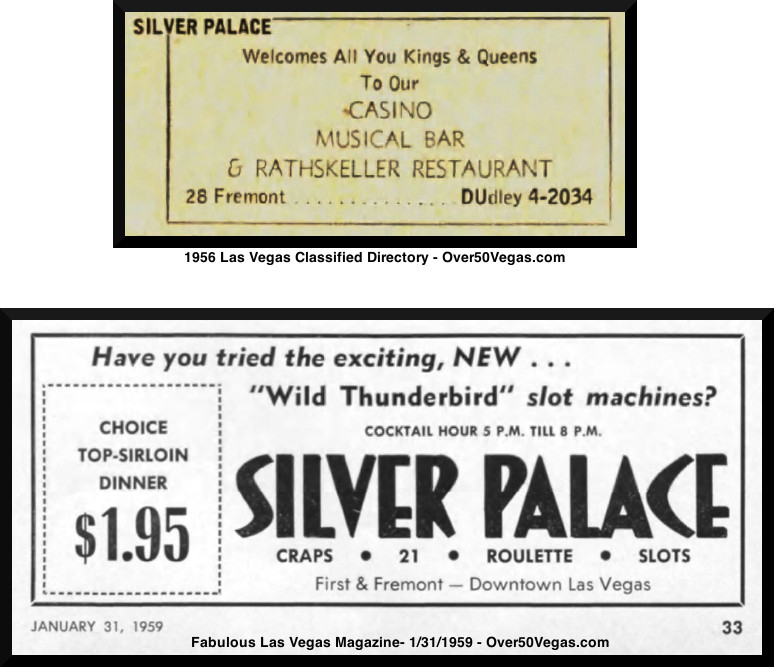 SILVER PALACE
Welcomes All You Kings & Queens
To Our
CASINO
MUSICAL BAR
& RATHSKELLER RESTAURANT
28 Fremont . . . . . . . . . . . . . . . DUdley 4-2034
1956 Las Vegas Classified Directory - Over50Vegas.com
Have you tried the exciting, NEW . . .
"Wild Thunderbird" slot machines?
COCKTAIL HOUR 5 P.M. TILL 8 P.M.
CHOICE
TOP-SIRLOIN
DINNER
$1.95
SILVER PALACE
CRAPS • 21 • ROULETTE • SLOTS
First & Fremont — Downtown Las Vegas
JANUARY 31, 1959 33
Fabulous Las Vegas Magazine- 1/31/1959 - Over50Vegas.com